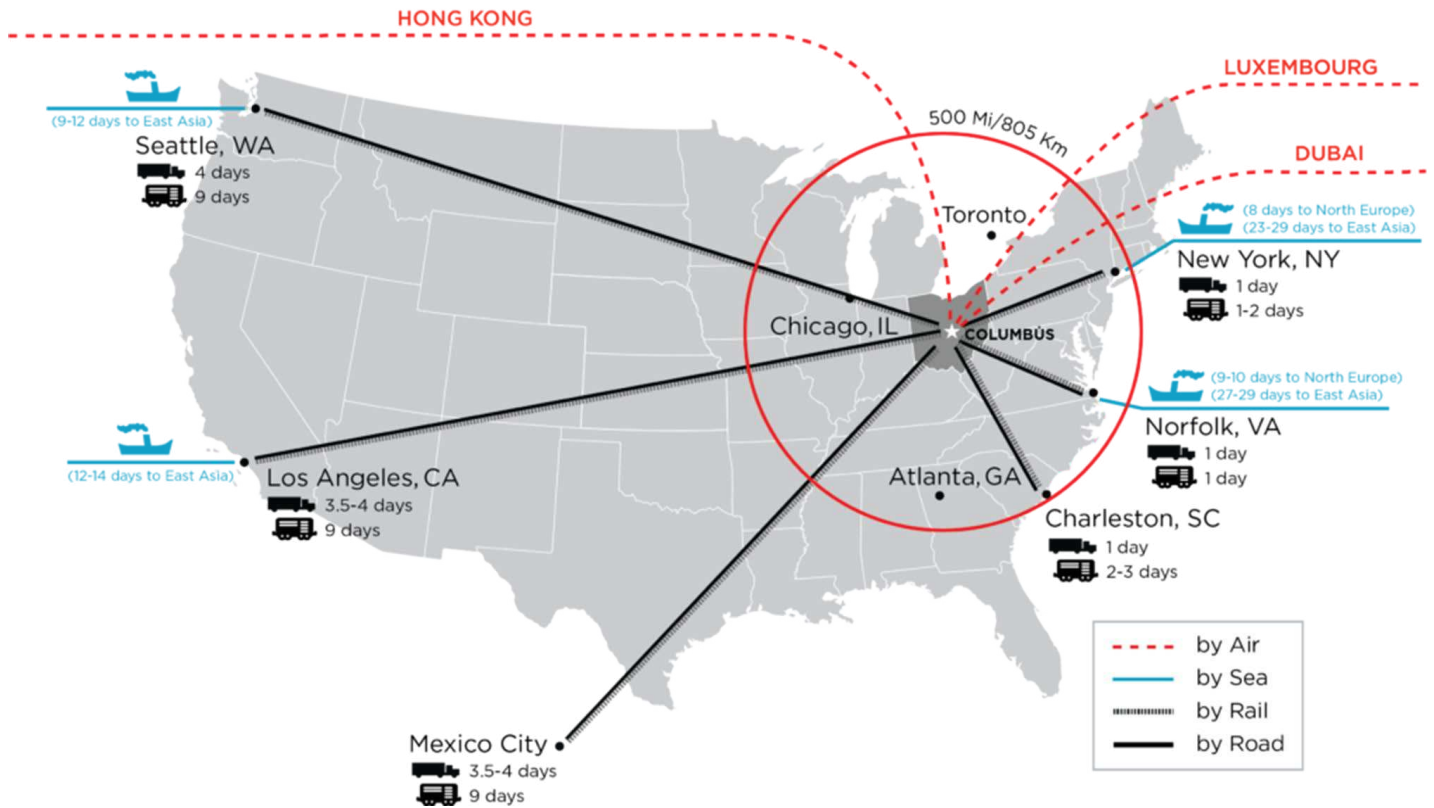 HONG KONG
LUXEMBOURG
500 Mi/805 Km
(9-12 days to East Asia)
Seattle, WA
4 days
9 days
DUBAI
Toronto
(8 days to North Europe)
(23-29 days to East Asia)
New York, NY
1 day
1-2 days
Chicago, IL
COLUMBUS
(9-10 days to North Europe)
(27-29 days to East Asia)
Norfolk, VA
1 day
1 day
(12-14 days to East Asia)
Los Angeles, CA
3.5-4 days
9 days
Atlanta, GA
Charleston, SC
1 day
2-3 days
Mexico City
3.5-4 days
9 days
by Air
by Sea
by Rail
by Road